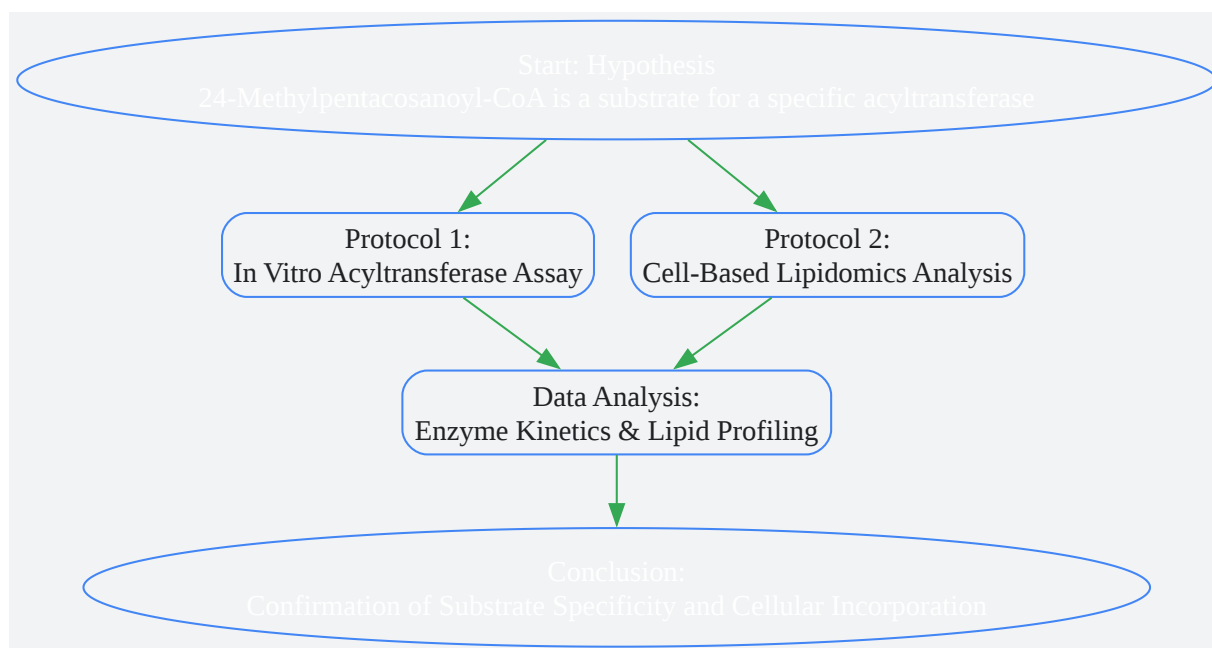 Start: Hypothesis
24-Methylpentacosanoyl-CoA is a substrate for a specific acyltransferase
Protocol 1:
In Vitro Acyltransferase Assay
Protocol 2:
Cell-Based Lipidomics Analysis
Data Analysis:
Enzyme Kinetics & Lipid Profiling
Conclusion:
Confirmation of Substrate Specificity and Cellular Incorporation